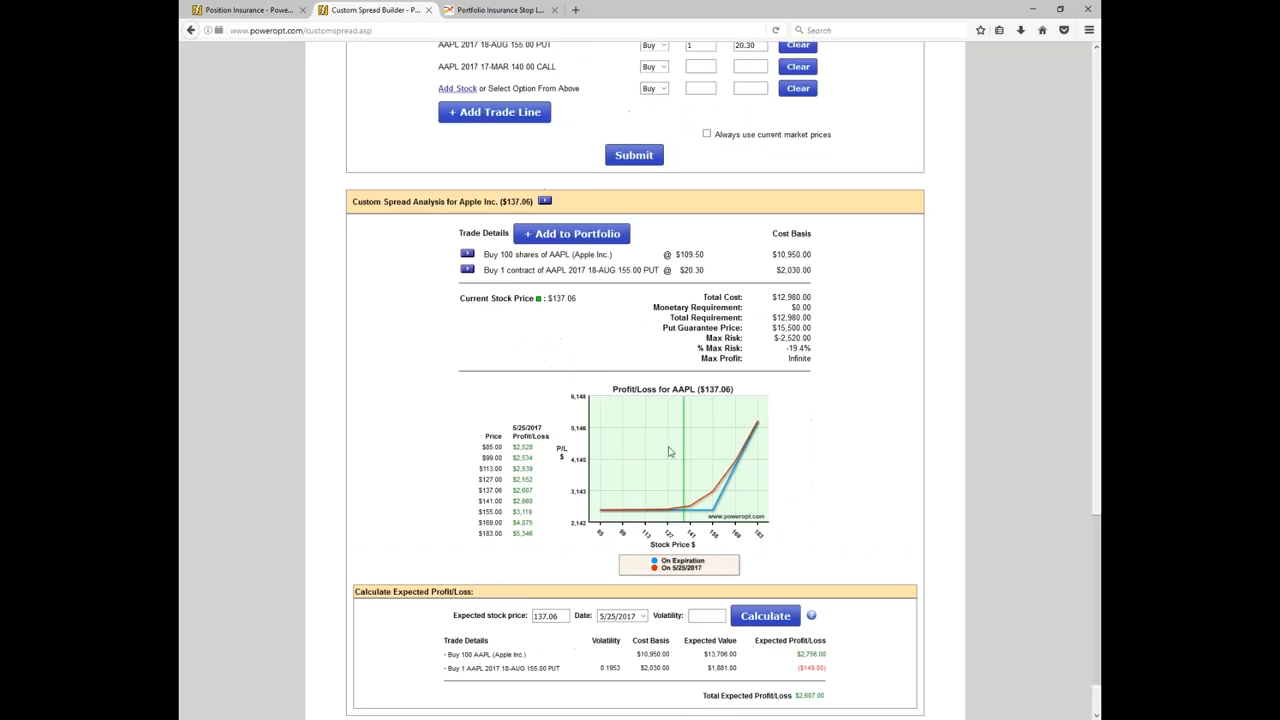 Position Insurance - Powe...
Custom Spread Builder - P...
Portfolio Insurance Stop L...
www.poweropt.com/customspread.asp
Search
AAPL 2017 18-AUG 155.00 PUT Buy 1 20.30 Clear
AAPL 2017 17-MAR 140.00 CALL Buy Clear
Add Stock or Select Option From Above Buy Clear
+ Add Trade Line
Always use current market prices
Submit
Custom Spread Analysis for Apple Inc. ($137.06)
Trade Details + Add to Portfolio Cost Basis
Buy 100 shares of AAPL (Apple Inc.) @ $109.50 $10,950.00
Buy 1 contract of AAPL 2017 18-AUG 155.00 PUT @ $20.30 $2,030.00
Current Stock Price : $137.06
Total Cost: $12,980.00
Monetary Requirement: $0.00
Total Requirement: $12,980.00
Put Guarantee Price: $15,500.00
Max Risk: $-2,520.00
% Max Risk: -19.4%
Max Profit: Infinite
Profit/Loss for AAPL ($137.06)
5/25/2017
Price Profit/Loss
$85.00 $2,528
$99.00 $2,534
$113.00 $2,539
$127.00 $2,552
$137.06 $2,607
$141.00 $2,660
$155.00 $3,119
$169.00 $4,075
$183.00 $5,346
P/L
$
6,148
5,146
4,145
3,143
2,142
www.poweropt.com
85 99 113 127 141 155 169 183
Stock Price $
On Expiration
On 5/25/2017
Calculate Expected Profit/Loss:
Expected stock price: 137.06 Date: 5/25/2017 Volatility: Calculate ?
Trade Details Volatility Cost Basis Expected Value Expected Profit/Loss
- Buy 100 AAPL (Apple Inc.) $10,950.00 $13,706.00 $2,756.00
- Buy 1 AAPL 2017 18-AUG 155.00 PUT 0.1953 $2,030.00 $1,881.00 ($149.00)
Total Expected Profit/Loss $2,607.00